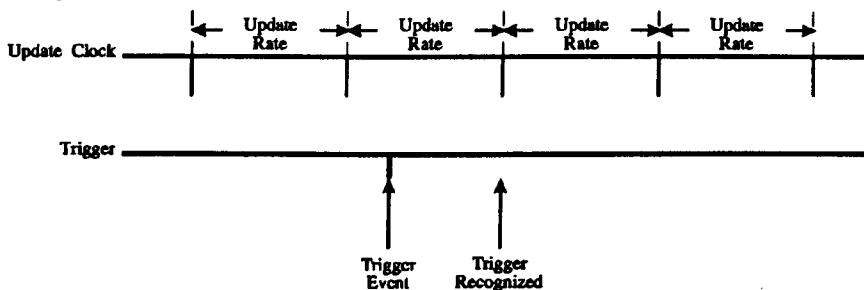 Update Rate
Update Rate
Update Rate
Update Rate
Update Clock
Trigger
Trigger Event
Trigger Recognized